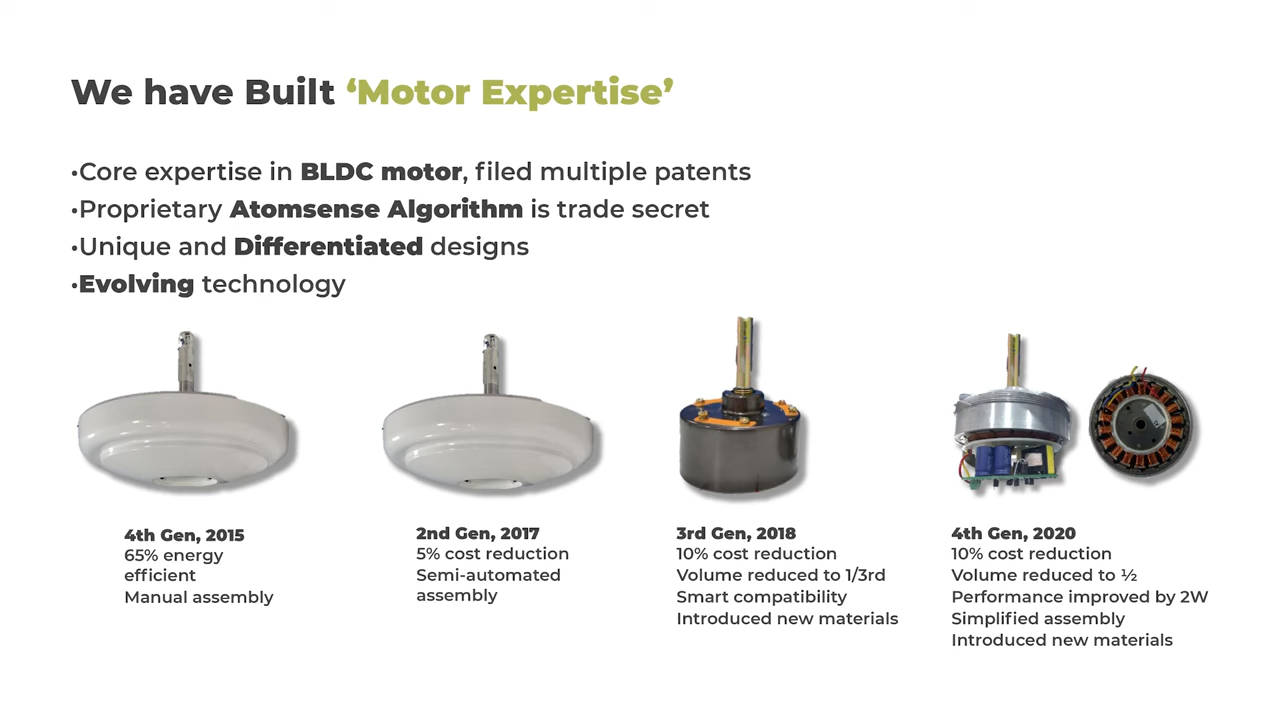 We have Built ‘Motor Expertise’
•Core expertise in BLDC motor, filed multiple patents
•Proprietary Atomsense Algorithm is trade secret
•Unique and Differentiated designs
•Evolving technology
4th Gen, 2015
65% energy
efficient
Manual assembly
2nd Gen, 2017
5% cost reduction
Semi-automated
assembly
3rd Gen, 2018
10% cost reduction
Volume reduced to 1/3rd
Smart compatibility
Introduced new materials
4th Gen, 2020
10% cost reduction
Volume reduced to ½
Performance improved by 2W
Simplified assembly
Introduced new materials